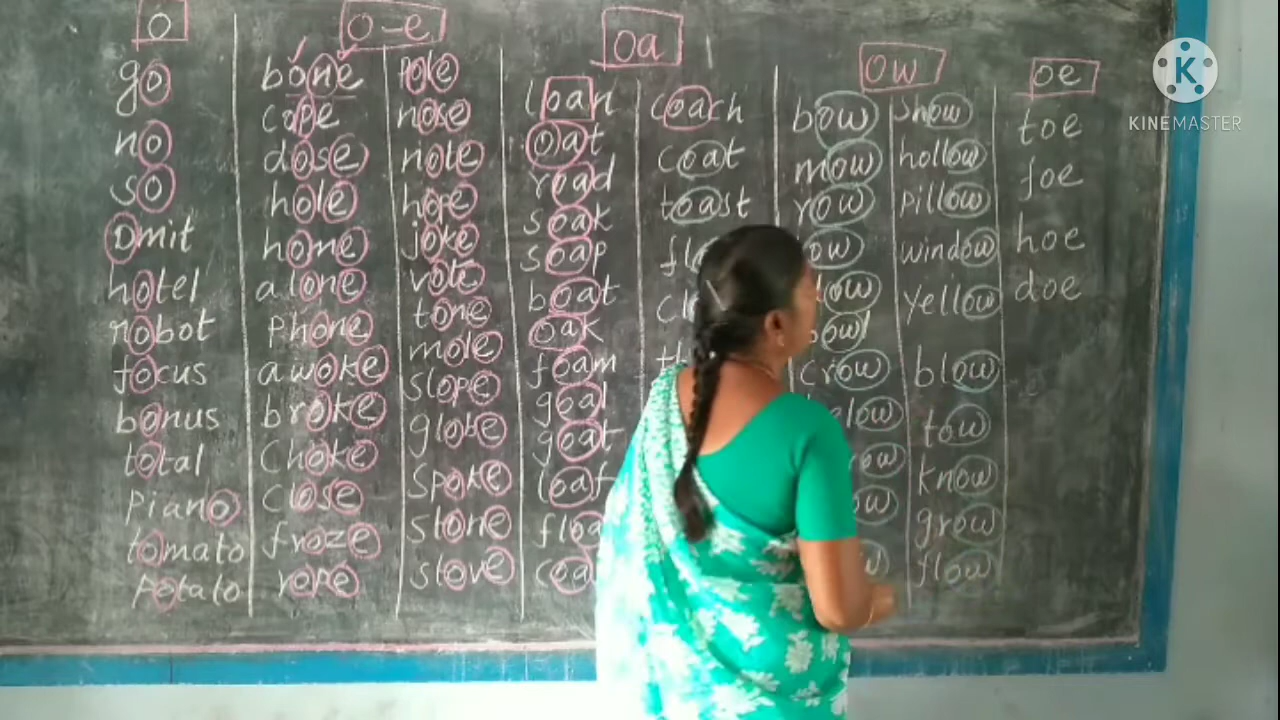 o
go
no
so
omit
hotel
robot
focus
bonus
total
piano
tomato
potato
o-e
bone
cope
dose
hole
home
alone
phone
awoke
broke
choke
close
froze
rope
pole
nose
note
hope
joke
vote
tone
mole
slope
globe
spoke
stone
stove
oa
loan
oat
road
soak
soap
boat
oak
foam
goal
goat
loaf
coach
coat
toast
ow
bow
mow
row
bowl
crow
snow
hollow
pillow
window
yellow
blow
tow
know
grow
flow
oe
toe
foe
hoe
doe
K
KINEMASTER